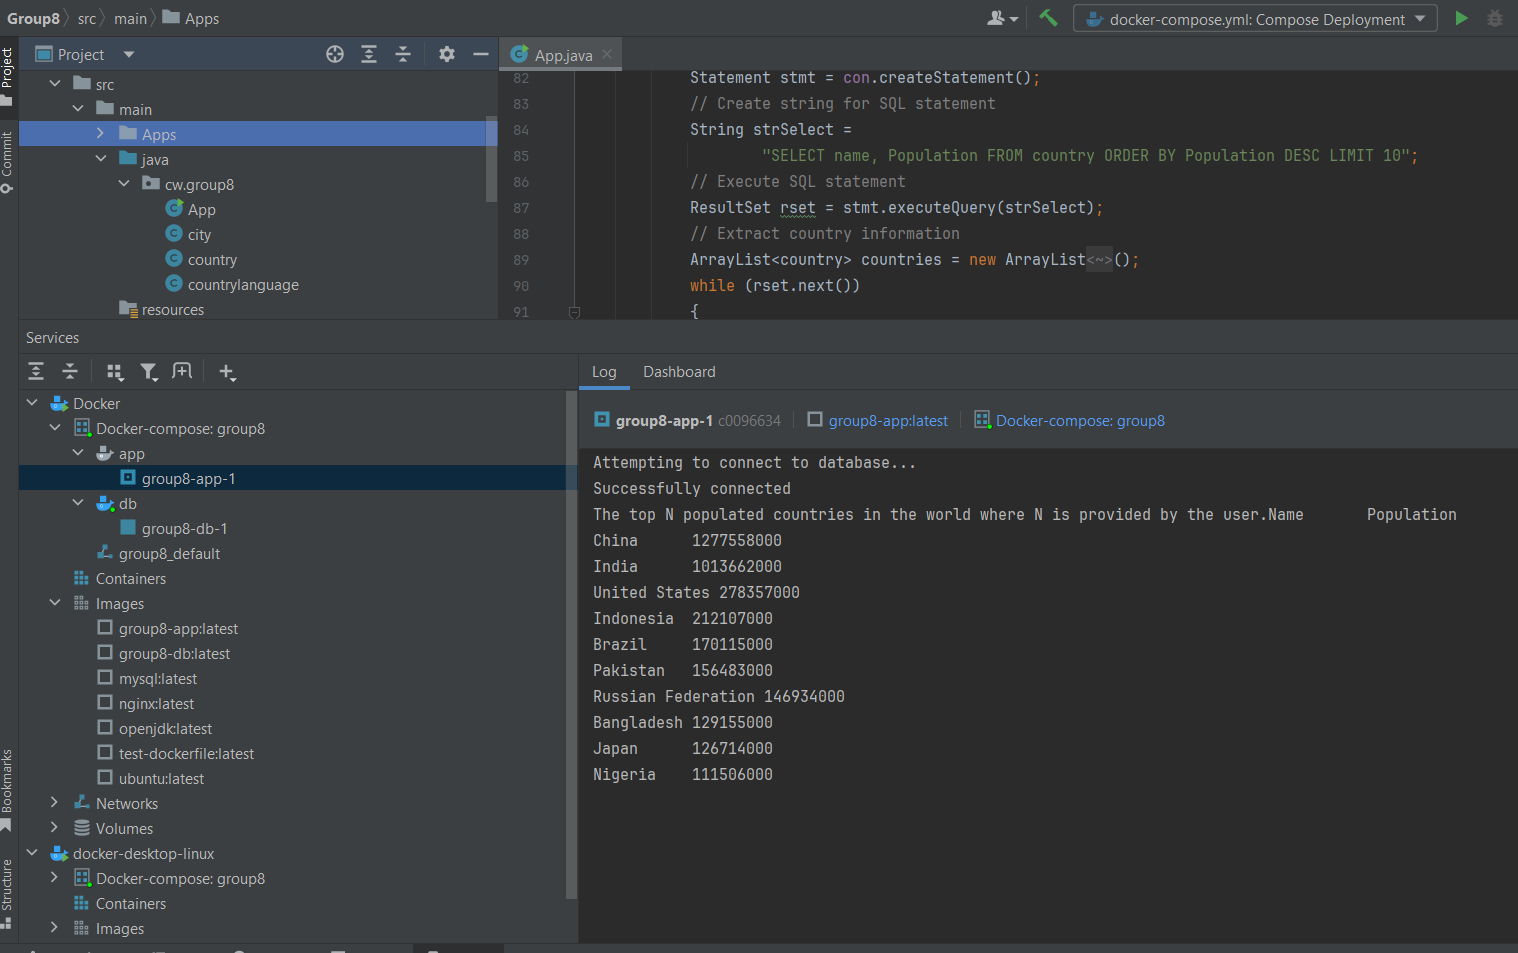 Group8 src main Apps
docker-compose.yml: Compose Deployment
Project
Commit
Bookmarks
Structure
Project
src
main
Apps
java
cw.group8
App
city
country
countrylanguage
resources
App.java
82 Statement stmt = con.createStatement();
83 // Create string for SQL statement
84 String strSelect =
85 "SELECT name, Population FROM country ORDER BY Population DESC LIMIT 10";
86 // Execute SQL statement
87 ResultSet rset = stmt.executeQuery(strSelect);
88 // Extract country information
89 ArrayList<country> countries = new ArrayList<~>();
90 while (rset.next())
91 {
Services
Docker
Docker-compose: group8
app
group8-app-1
db
group8-db-1
group8_default
Containers
Images
group8-app:latest
group8-db:latest
mysql:latest
nginx:latest
openjdk:latest
test-dockerfile:latest
ubuntu:latest
Networks
Volumes
docker-desktop-linux
Docker-compose: group8
Containers
Images
Log Dashboard
group8-app-1 c0096634 group8-app:latest Docker-compose: group8
Attempting to connect to database...
Successfully connected
The top N populated countries in the world where N is provided by the user.Name Population
China 1277558000
India 1013662000
United States 278357000
Indonesia 212107000
Brazil 170115000
Pakistan 156483000
Russian Federation 146934000
Bangladesh 129155000
Japan 126714000
Nigeria 111506000